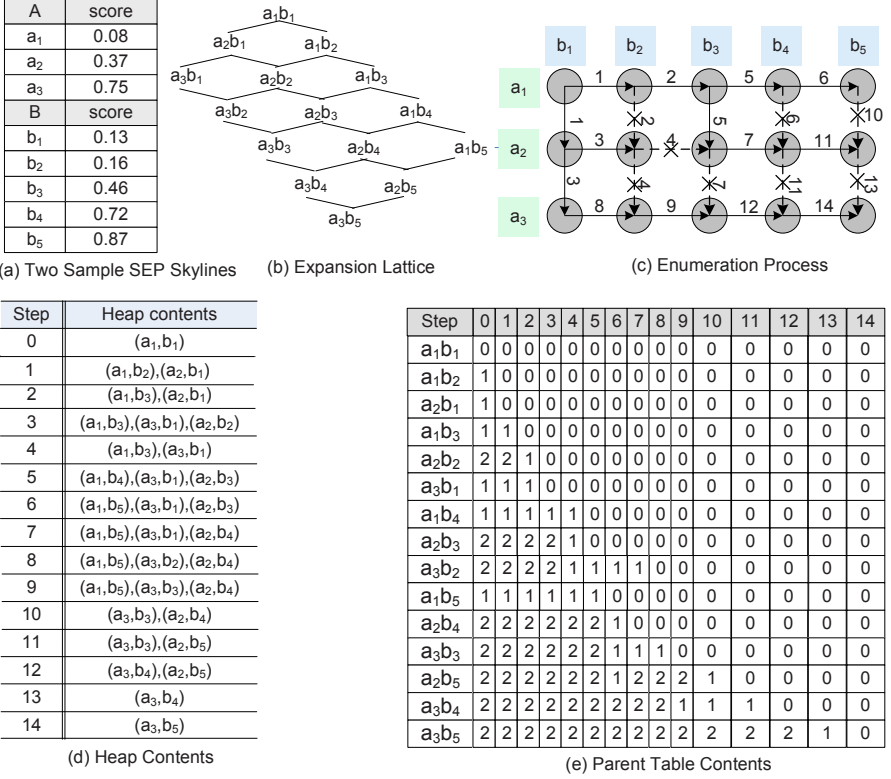 A score
a1 0.08
a2 0.37
a3 0.75
B score
b1 0.13
b2 0.16
b3 0.46
b4 0.72
b5 0.87
(a) Two Sample SEP Skylines
a1b1
a2b1 a1b2
a3b1 a2b2 a1b3
a3b2 a2b3 a1b4
a3b3 a2b4 a1b5
a3b4 a2b5
a3b5
(b) Expansion Lattice
b1 b2 b3 b4 b5
a1 1 2 5 6
1 2 5 6 10
a2 3 4 7 11
3 4 7 11 13
a3 8 9 12 14
(c) Enumeration Process
Step Heap contents
0 (a1,b1)
1 (a1,b2),(a2,b1)
2 (a1,b3),(a2,b1)
3 (a1,b3),(a3,b1),(a2,b2)
4 (a1,b3),(a3,b1)
5 (a1,b4),(a3,b1),(a2,b3)
6 (a1,b5),(a3,b1),(a2,b3)
7 (a1,b5),(a3,b1),(a2,b4)
8 (a1,b5),(a3,b2),(a2,b4)
9 (a1,b5),(a3,b3),(a2,b4)
10 (a3,b3),(a2,b4)
11 (a3,b3),(a2,b5)
12 (a3,b4),(a2,b5)
13 (a3,b4)
14 (a3,b5)
(d) Heap Contents
Step 0 1 2 3 4 5 6 7 8 9 10 11 12 13 14
a1b1 0 0 0 0 0 0 0 0 0 0 0 0 0 0 0
a1b2 1 0 0 0 0 0 0 0 0 0 0 0 0 0 0
a2b1 1 0 0 0 0 0 0 0 0 0 0 0 0 0 0
a1b3 1 1 0 0 0 0 0 0 0 0 0 0 0 0 0
a2b2 2 2 1 0 0 0 0 0 0 0 0 0 0 0 0
a3b1 1 1 1 0 0 0 0 0 0 0 0 0 0 0 0
a1b4 1 1 1 1 1 0 0 0 0 0 0 0 0 0 0
a2b3 2 2 2 2 1 0 0 0 0 0 0 0 0 0 0
a3b2 2 2 2 2 1 1 1 1 0 0 0 0 0 0 0
a1b5 1 1 1 1 1 1 0 0 0 0 0 0 0 0 0
a2b4 2 2 2 2 2 2 1 0 0 0 0 0 0 0 0
a3b3 2 2 2 2 2 2 1 1 1 0 0 0 0 0 0
a2b5 2 2 2 2 2 2 1 2 2 2 1 0 0 0 0
a3b4 2 2 2 2 2 2 2 2 2 1 1 1 0 0 0
a3b5 2 2 2 2 2 2 2 2 2 2 2 2 2 1 0
(e) Parent Table Contents